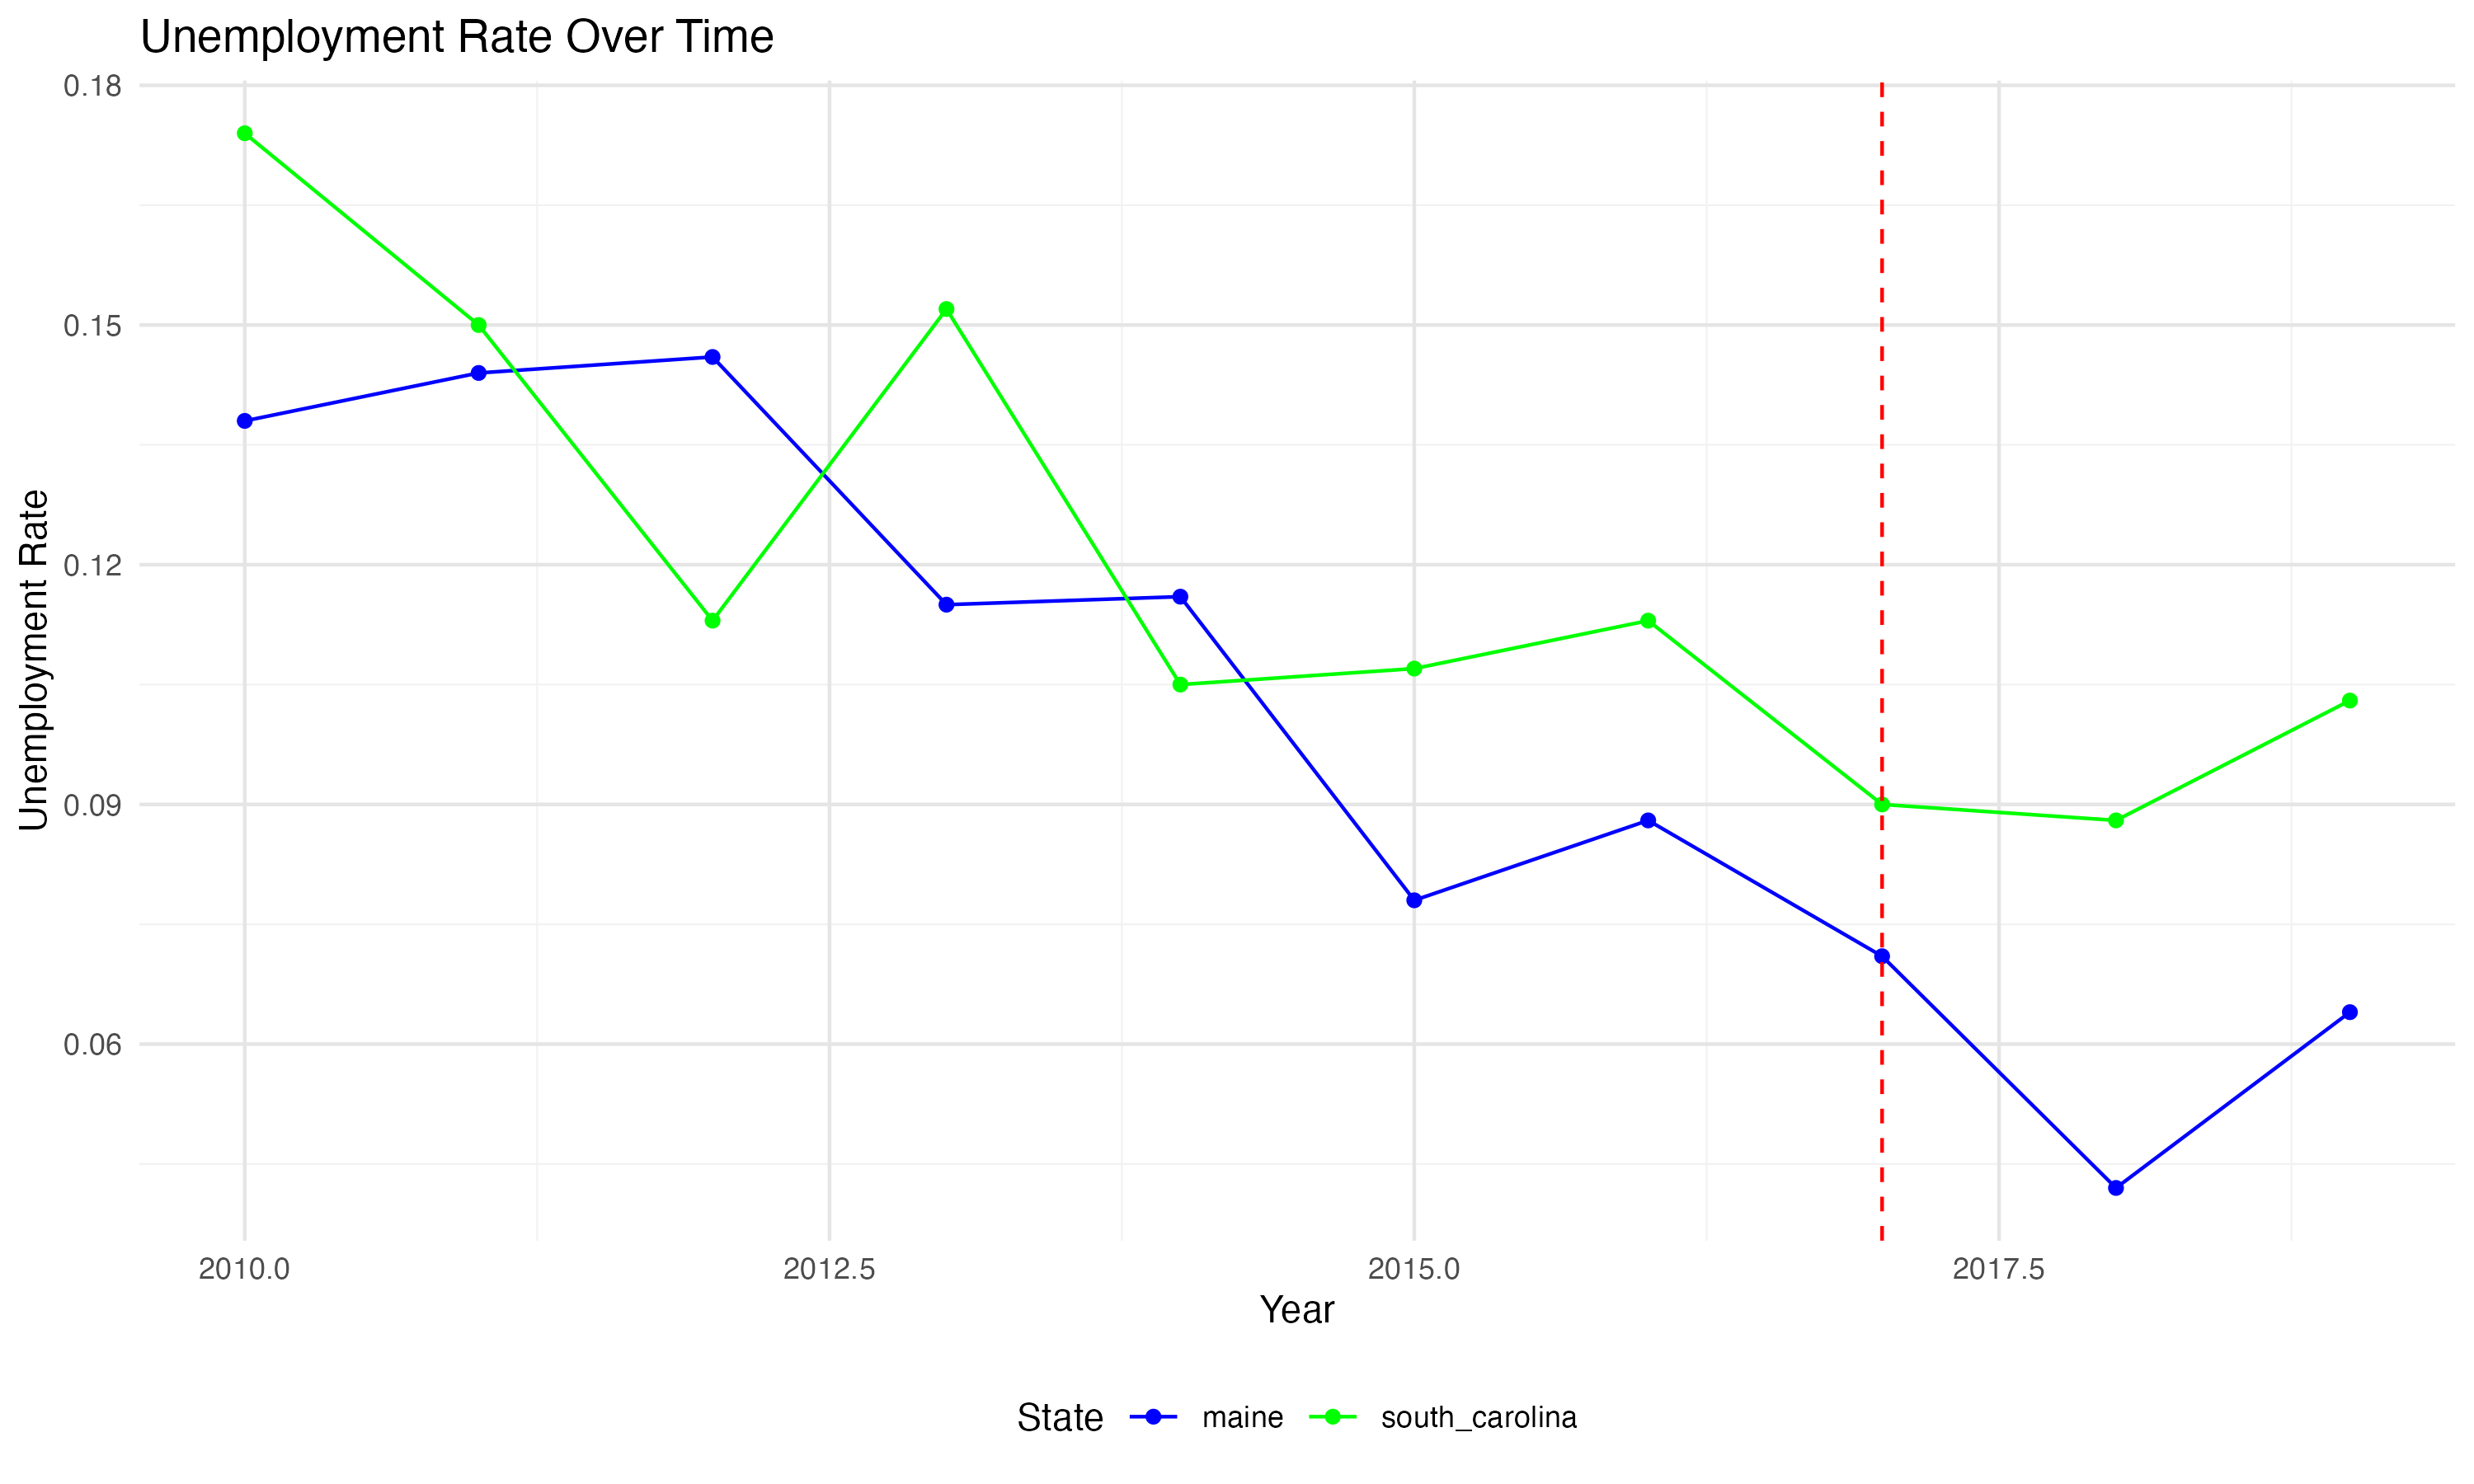 Unemployment Rate Over Time
Unemployment Rate
0.18
0.15
0.12
0.09
0.06
2010.0 2012.5 2015.0 2017.5
Year
State maine south_carolina